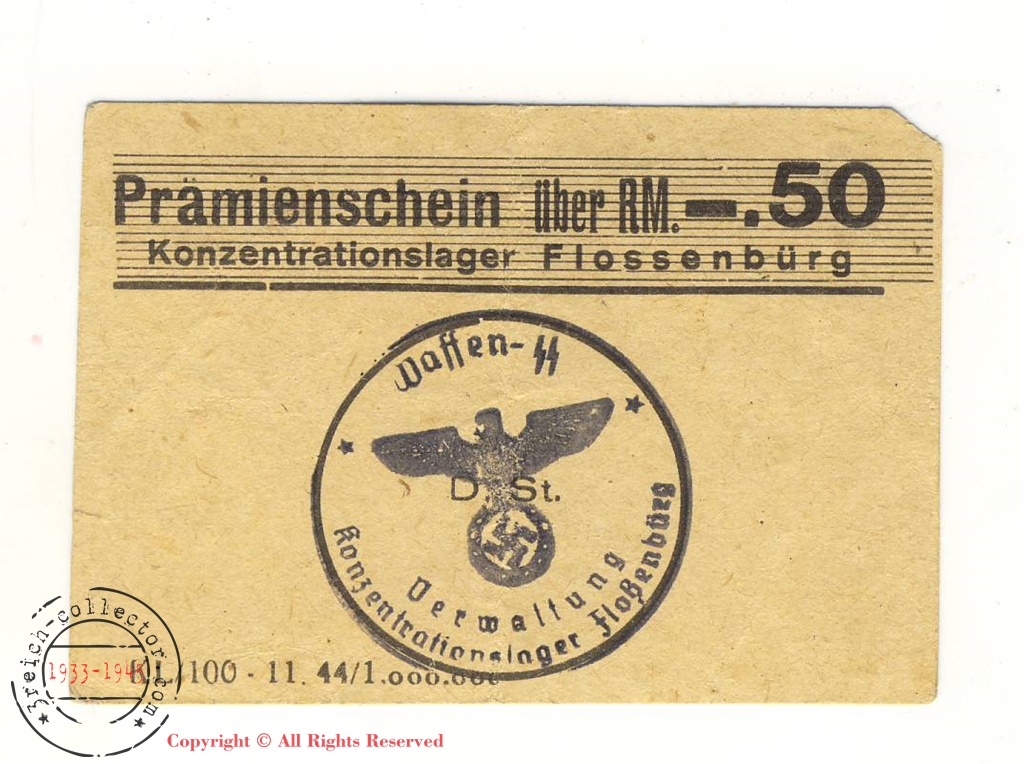 Prämienschein über RM.–.50
Konzentrationslager Flossenbürg
Waffen-SS
D. St.
Verwaltung
Konzentrationslager Floßenbürg
KL/100 - 11. 44/1.000.000
3reich-collector.com
1933-1945
Copyright © All Rights Reserved